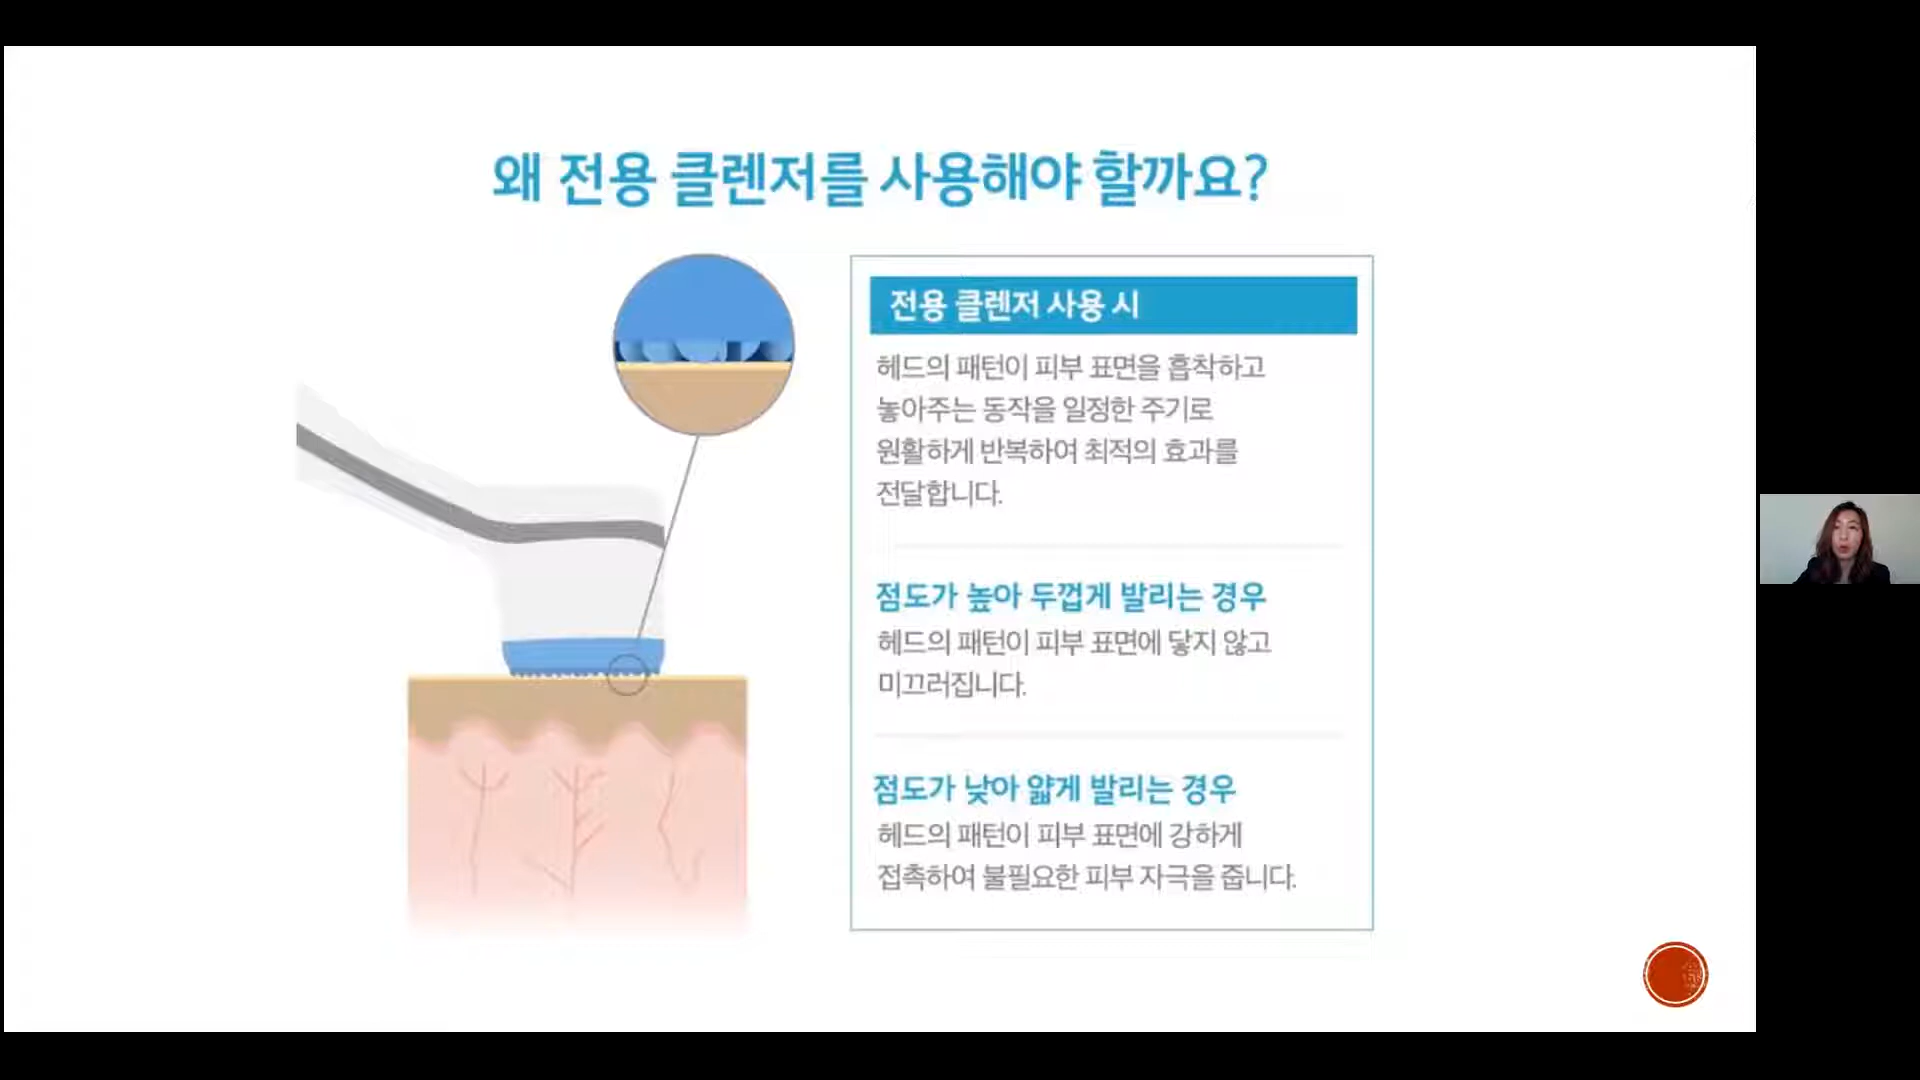 왜 전용 클렌저를 사용해야 할까요?
전용 클렌저 사용 시
헤드의 패턴이 피부 표면을 흡착하고
놓아주는 동작을 일정한 주기로
원활하게 반복하여 최적의 효과를
전달합니다.
점도가 높아 두껍게 발리는 경우
헤드의 패턴이 피부 표면에 닿지 않고
미끄러집니다.
점도가 낮아 얇게 발리는 경우
헤드의 패턴이 피부 표면에 강하게
접촉하여 불필요한 피부 자극을 줍니다.